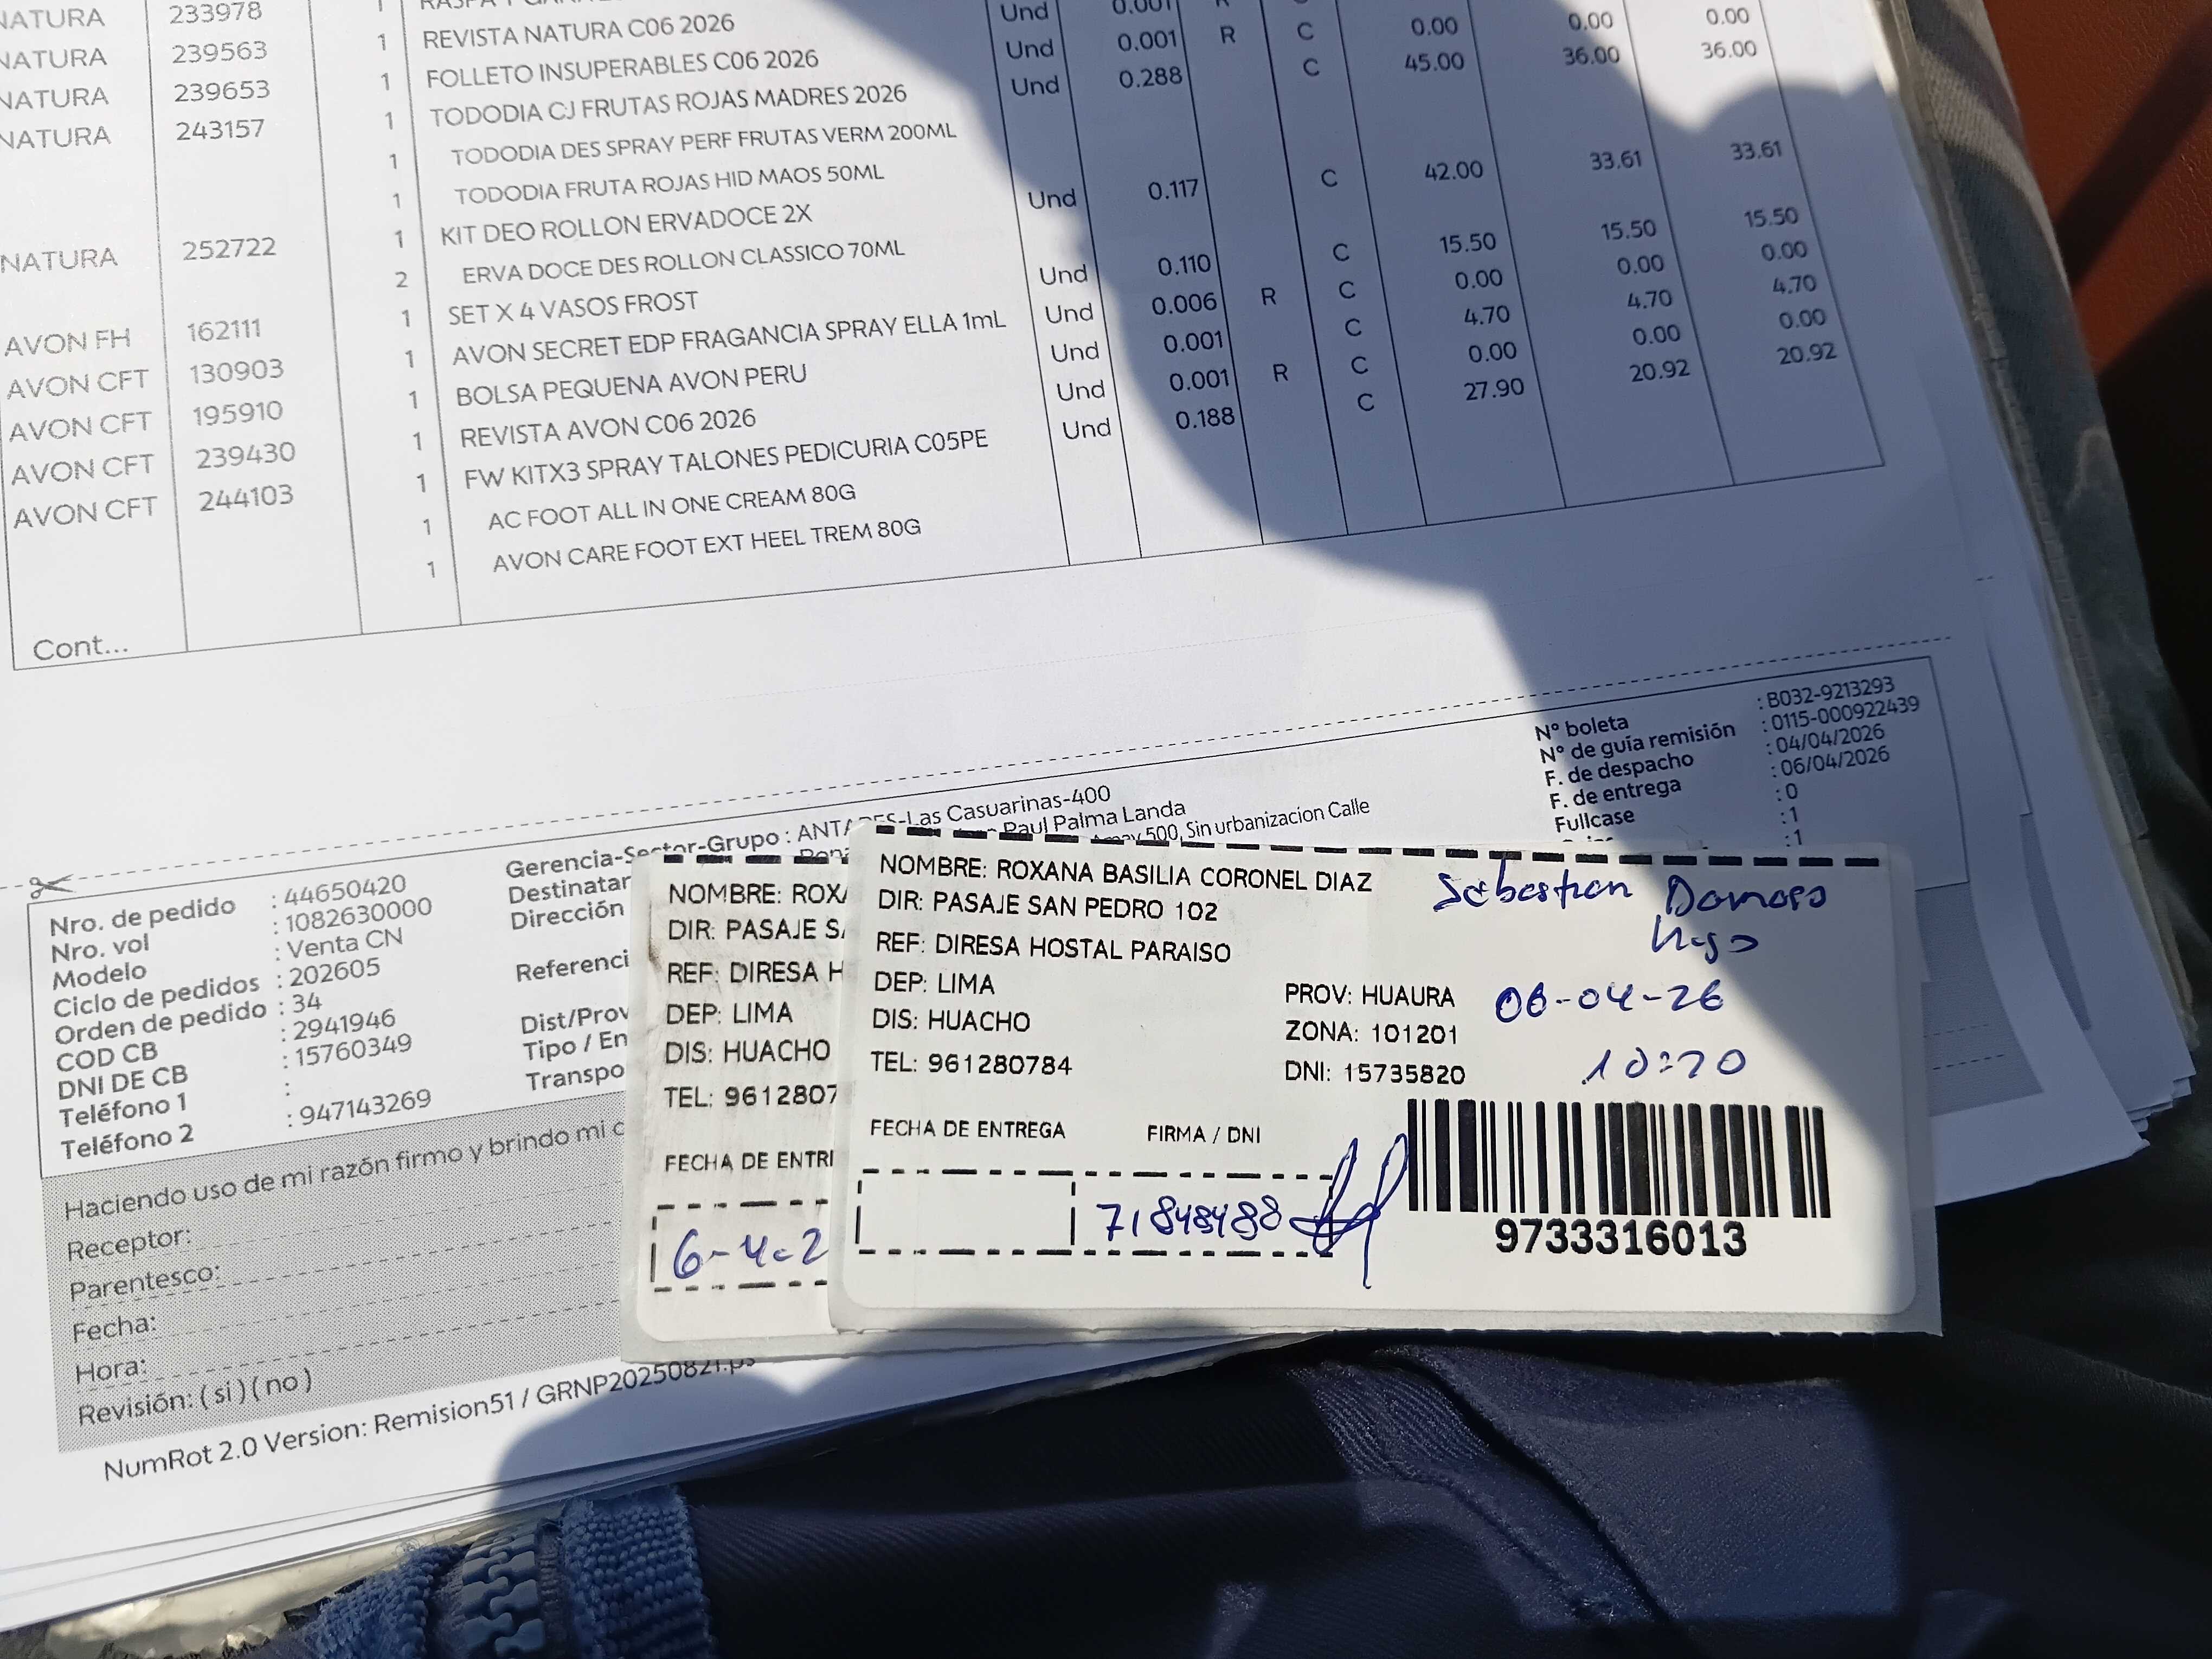 NATURA 233978 1
NATURA 239563 1 REVISTA NATURA C06 2026 Und 0.001
NATURA 239653 1 FOLLETO INSUPERABLES C06 2026 Und 0.001 R C 0.00 0.00 0.00
NATURA 243157 1 TODODIA CJ FRUTAS ROJAS MADRES 2026 Und 0.288 C 45.00 36.00 36.00
1 TODODIA DES SPRAY PERF FRUTAS VERM 200ML
1 TODODIA FRUTA ROJAS HID MAOS 50ML
NATURA 252722 1 KIT DEO ROLLON ERVADOCE 2X Und 0.117 C 42.00 33.61 33.61
2 ERVA DOCE DES ROLLON CLASSICO 70ML
AVON FH 162111 1 SET X 4 VASOS FROST Und 0.110 C 15.50 15.50 15.50
AVON CFT 130903 1 AVON SECRET EDP FRAGANCIA SPRAY ELLA 1mL Und 0.006 R C 0.00 0.00 0.00
AVON CFT 195910 1 BOLSA PEQUENA AVON PERU Und 0.001 C 4.70 4.70 4.70
AVON CFT 239430 1 REVISTA AVON C06 2026 Und 0.001 R C 0.00 0.00 0.00
AVON CFT 244103 1 FW KITX3 SPRAY TALONES PEDICURIA C05PE Und 0.188 C 27.90 20.92 20.92
1 AC FOOT ALL IN ONE CREAM 80G
1 AVON CARE FOOT EXT HEEL TREM 80G
Cont...
Nº boleta : B032-9213293
Nº de guía remisión : 0115-000922439
F. de despacho : 04/04/2026
F. de entrega : 06/04/2026
Fullcase : 0
: 1
: 1
Gerencia-Sector-Grupo : ANTARES-Las Casuarinas-400
Destinatar Paul Palma Landa
Dirección 500, Sin urbanizacion Calle
Referenci
Dist/Prov
Tipo / En
Transpo
Nro. de pedido : 44650420
Nro. vol : 1082630000
Modelo : Venta CN
Ciclo de pedidos : 202605
Orden de pedido : 34
COD CB : 2941946
DNI DE CB : 15760349
Teléfono 1 :
Teléfono 2 : 947143269
Haciendo uso de mi razón firmo y brindo mi c
Receptor:
Parentesco:
Fecha:
Hora:
Revisión: ( si ) ( no )
NumRot 2.0 Version: Remision51 / GRNP20250821.ps
NOMBRE: ROXA
DIR: PASAJE SA
REF: DIRESA H
DEP: LIMA
DIS: HUACHO
TEL: 9612807
FECHA DE ENTRE
6-4-2
NOMBRE: ROXANA BASILIA CORONEL DIAZ
DIR: PASAJE SAN PEDRO 102
REF: DIRESA HOSTAL PARAISO
DEP: LIMA PROV: HUAURA
DIS: HUACHO ZONA: 101201
TEL: 961280784 DNI: 15735820
Sebastian
06-04-26
FECHA DE ENTREGA FIRMA / DNI
71848488
9733316013